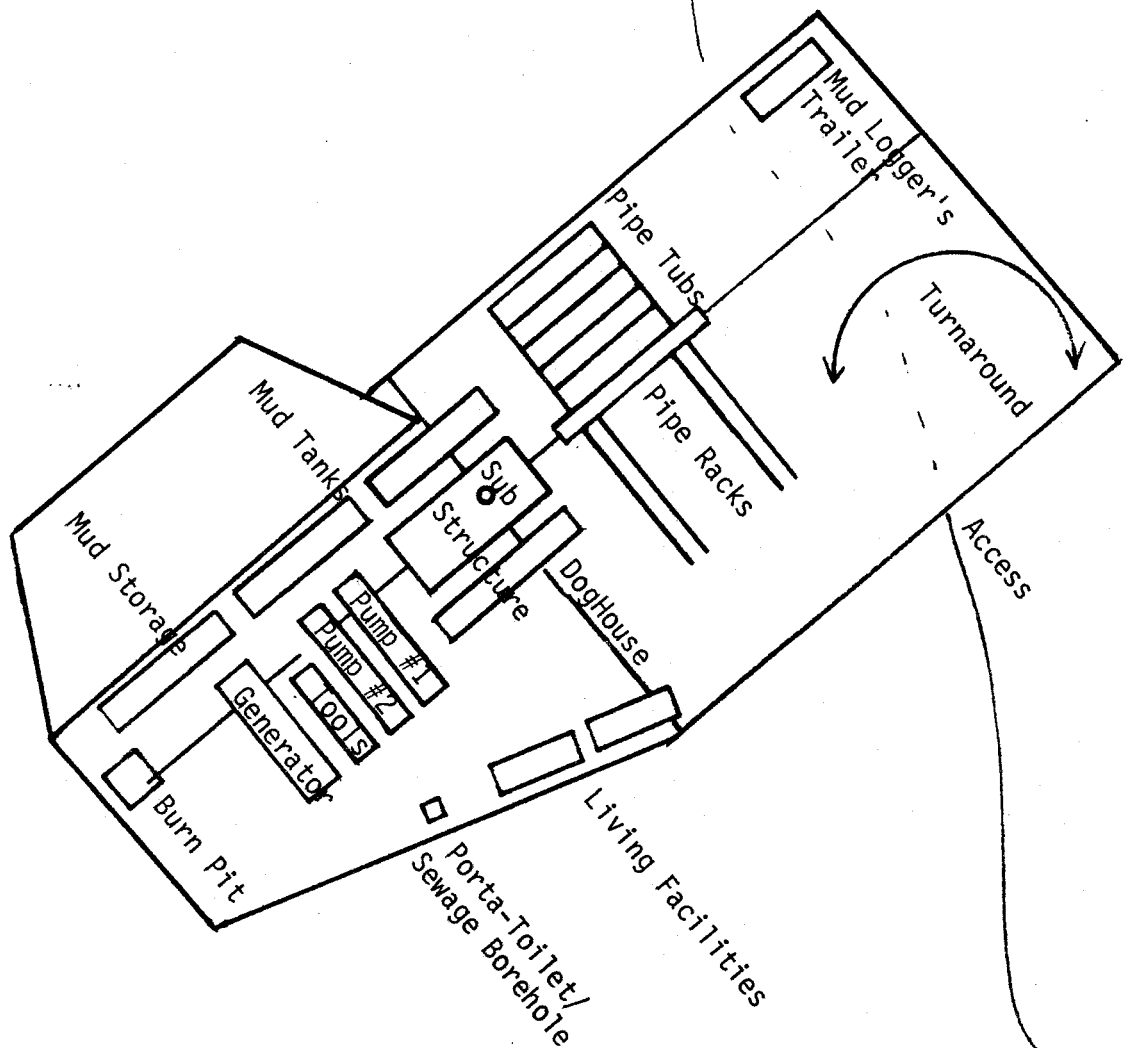 Mud Logger's
Trailer
Pipe Tubs
Turnaround
Mud Tanks
Pipe Racks
Sub
Structure
Mud Storage
Access
DogHouse
Pump #1
Pump #2
Tools
Generator
Burn Pit
Living Facilities
Porta-Toilet/
Sewage Borehole